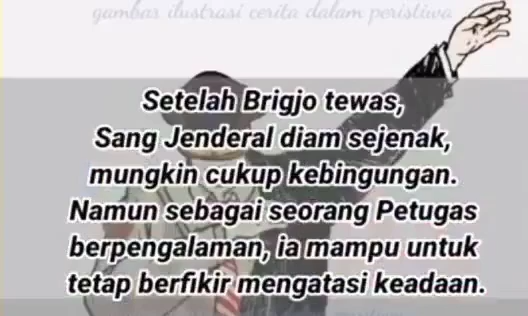 gambar ilustrasi cerita dalam peristiwa
Setelah Brigjo tewas,
Sang Jenderal diam sejenak,
mungkin cukup kebingungan.
Namun sebagai seorang Petugas
berpengalaman, ia mampu untuk
tetap berfikir mengatasi keadaan.